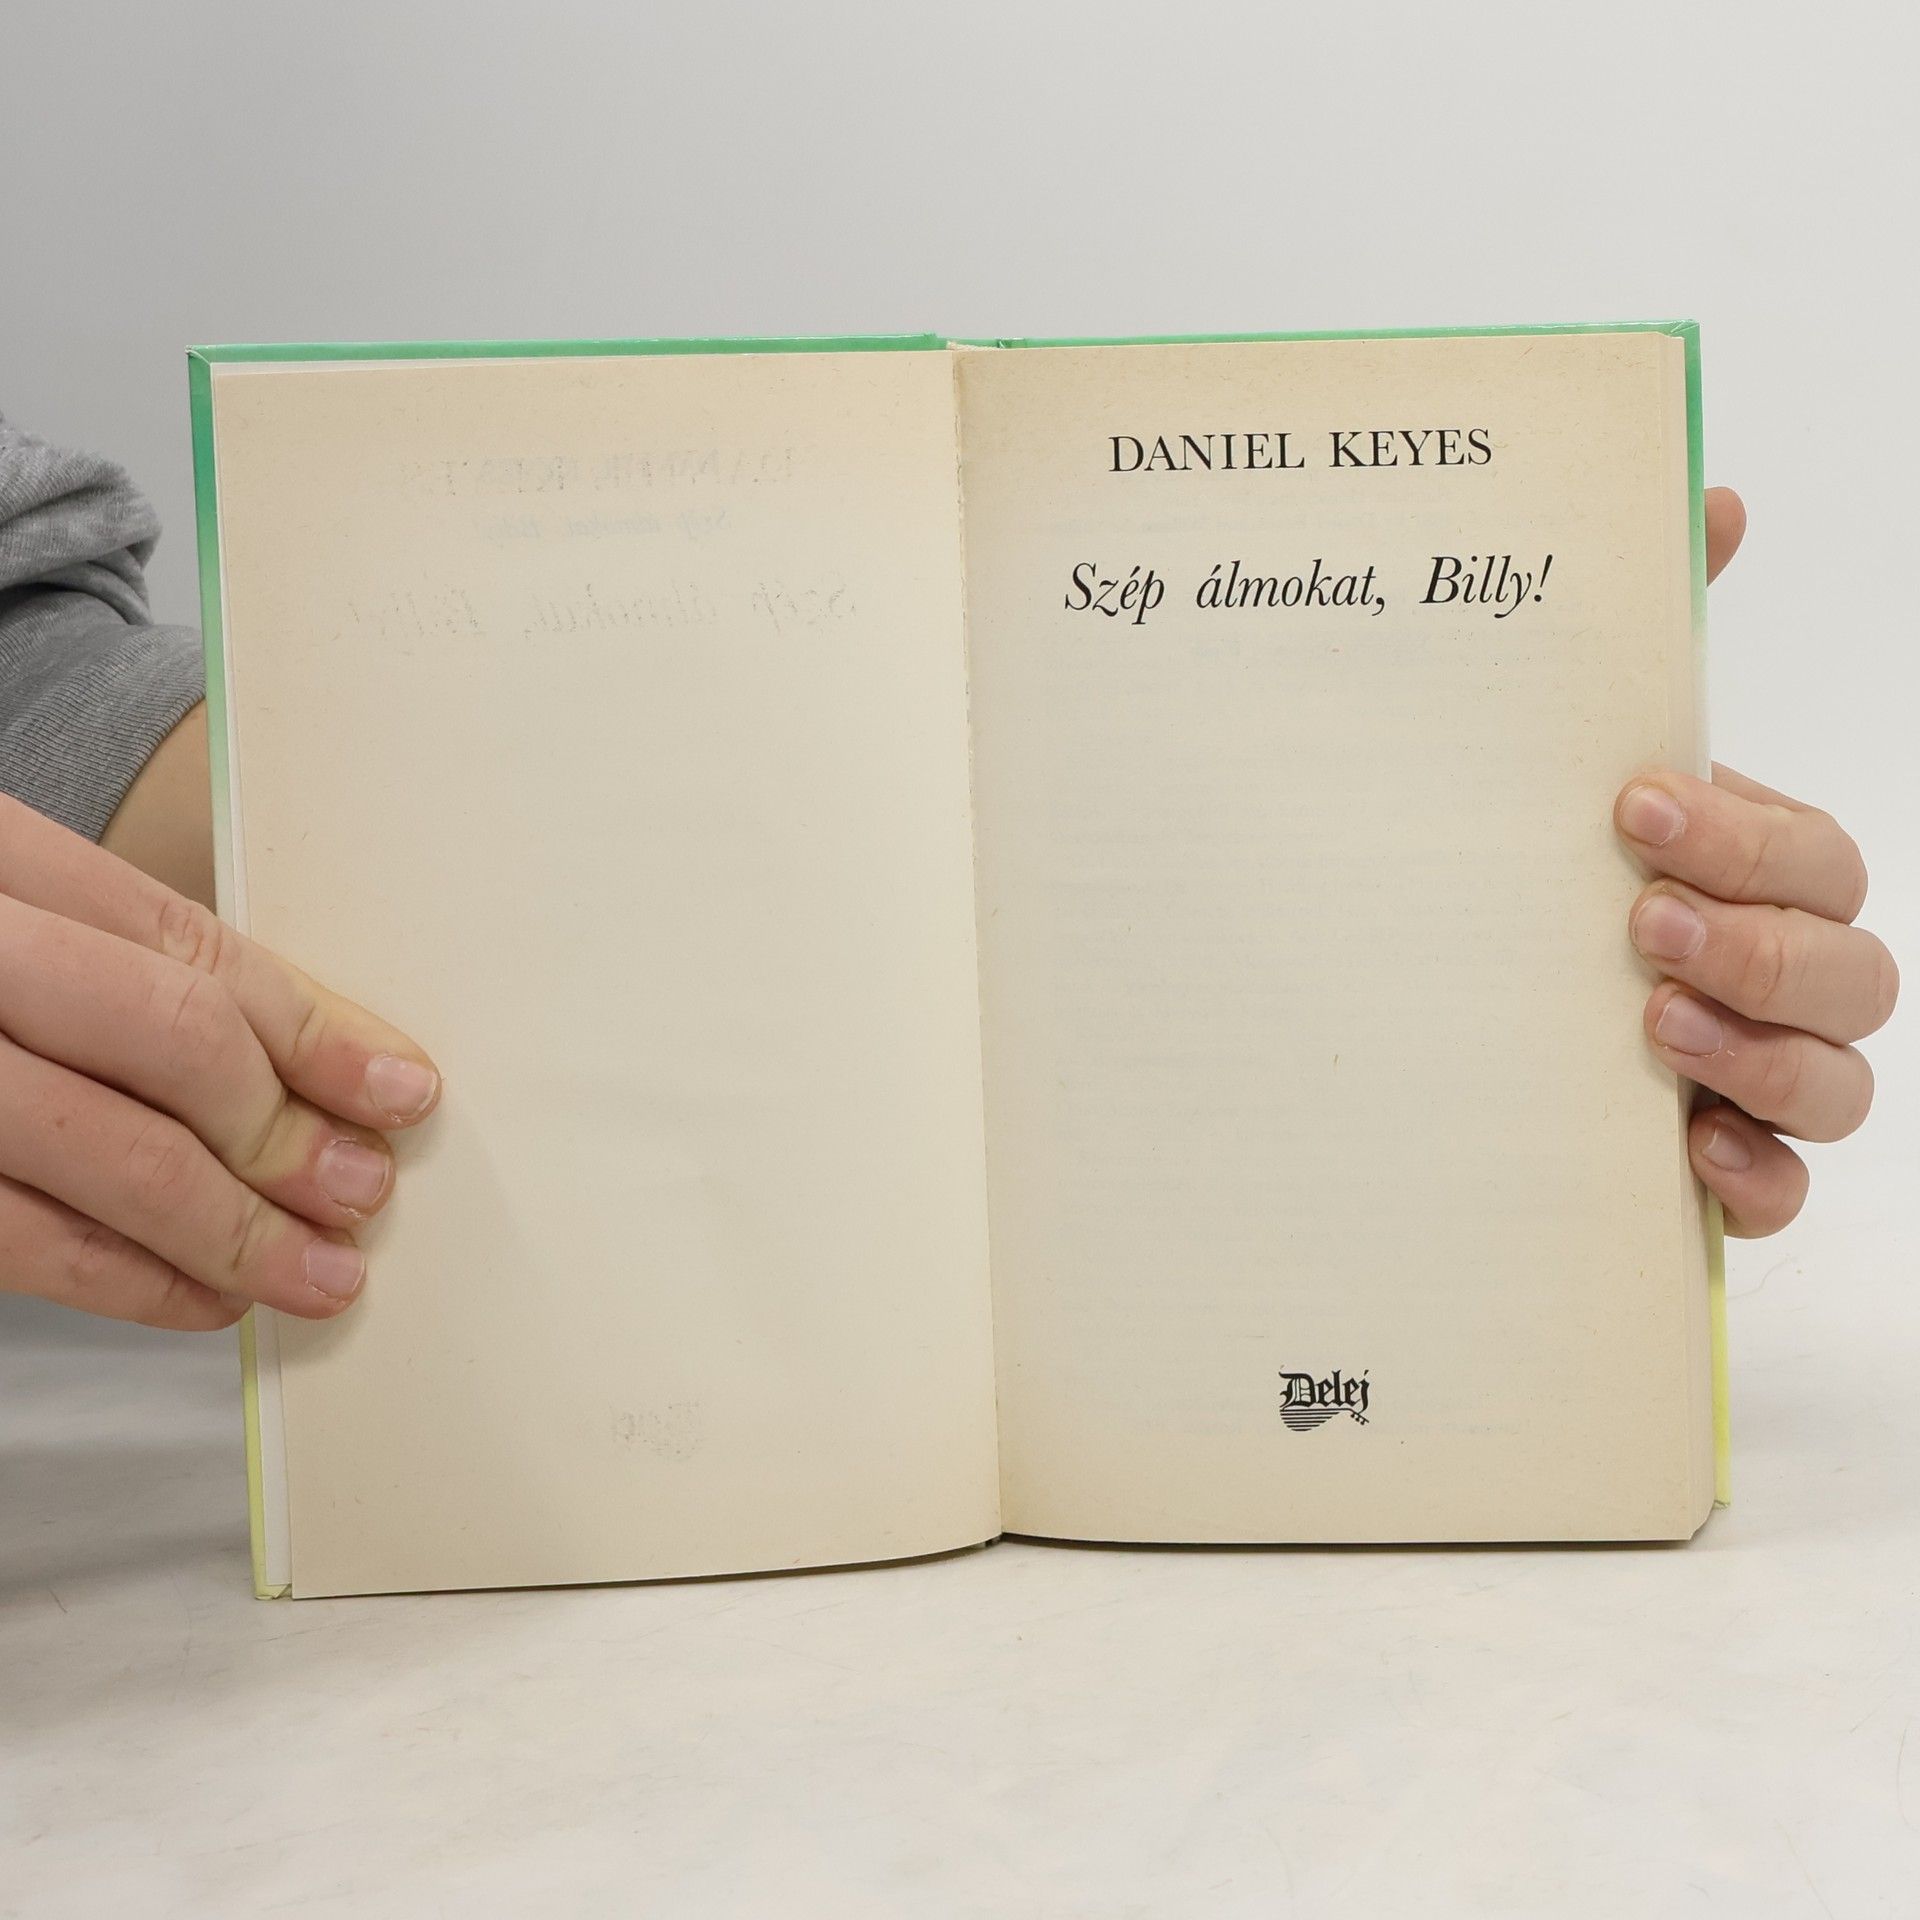 DANIEL KEYES
Szép álmokat, Billy!
Delej